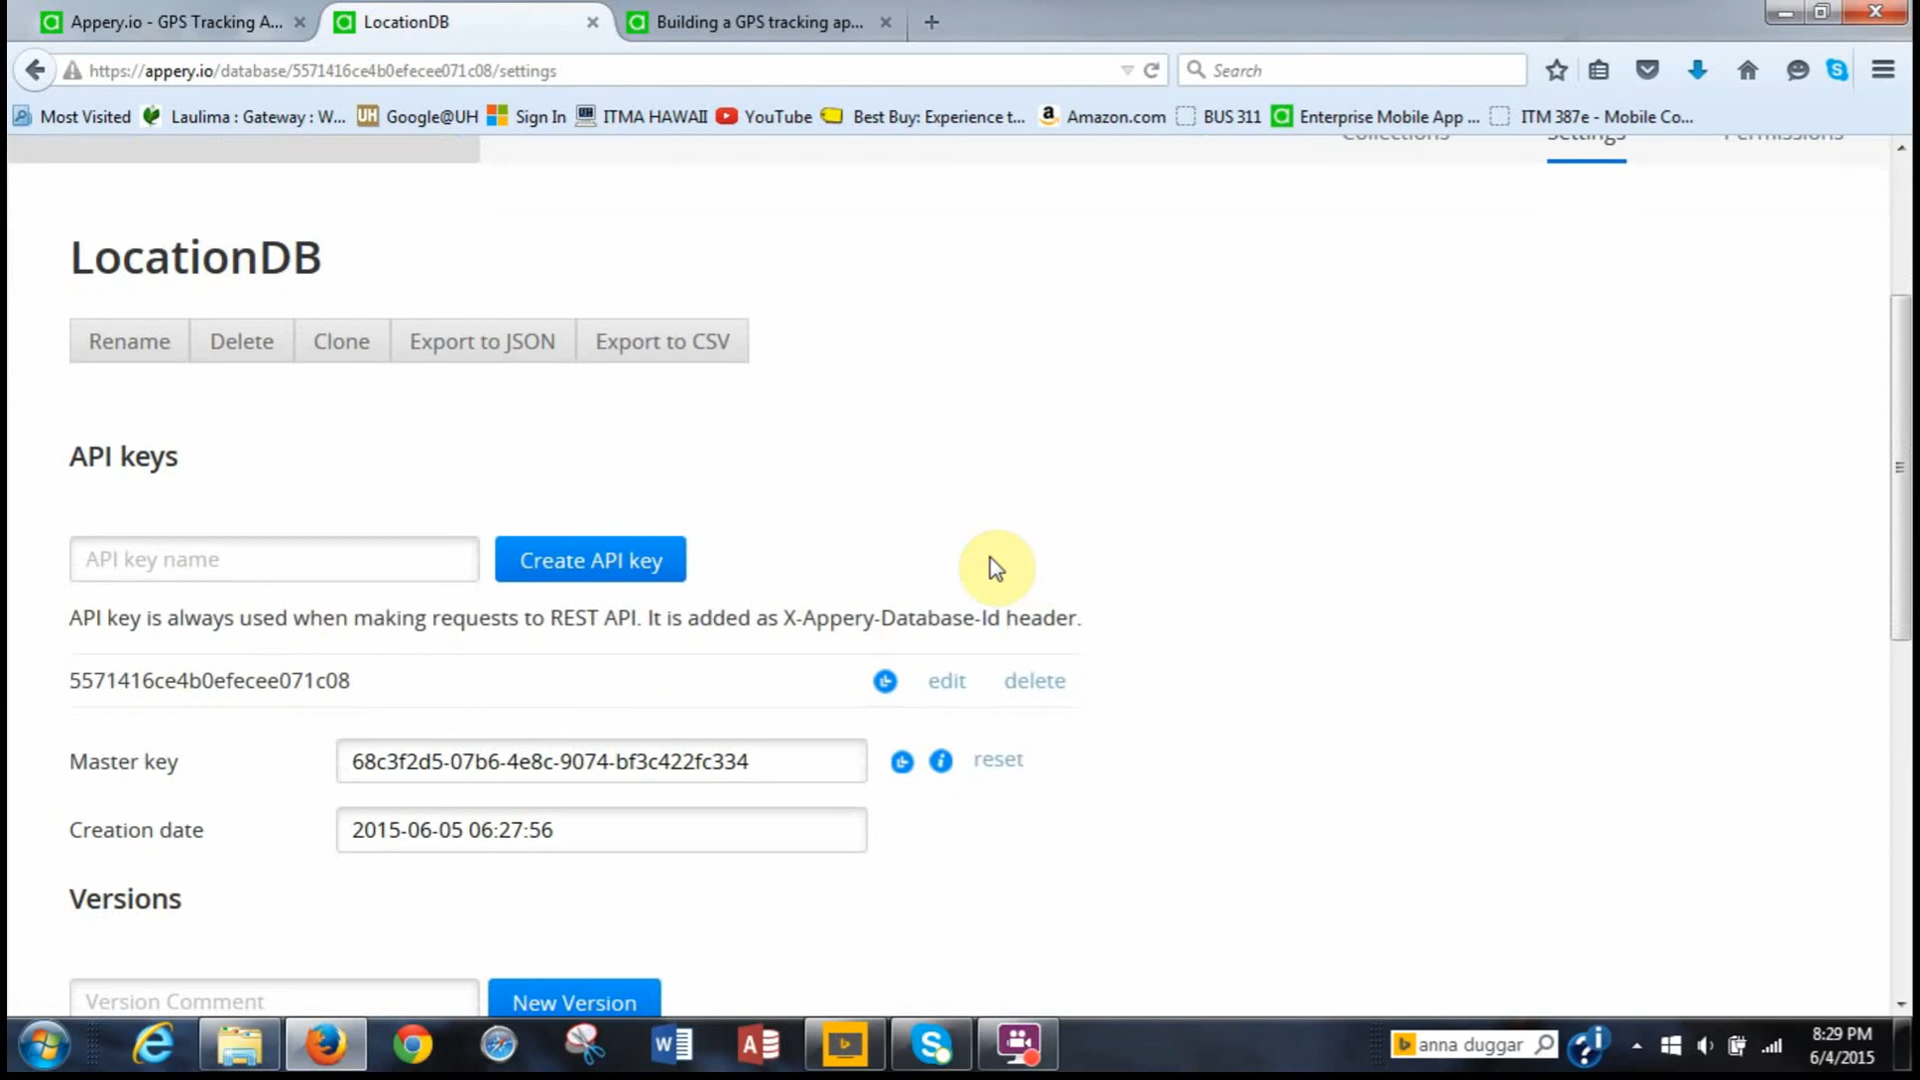 Appery.io - GPS Tracking A...
LocationDB
Building a GPS tracking ap...
https://appery.io/database/5571416ce4b0efecee071c08/settings
Search
Most Visited
Laulima : Gateway : W...
UH Google@UH
Sign In
ITMA HAWAII
YouTube
Best Buy: Experience t...
Amazon.com
BUS 311
Enterprise Mobile App ...
ITM 387e - Mobile Co...
Collections Settings Permissions
LocationDB
Rename Delete Clone Export to JSON Export to CSV
API keys
API key name Create API key
API key is always used when making requests to REST API. It is added as X-Appery-Database-Id header.
5571416ce4b0efecee071c08 edit delete
Master key 68c3f2d5-07b6-4e8c-9074-bf3c422fc334 reset
Creation date 2015-06-05 06:27:56
Versions
Version Comment New Version
anna duggar
8:29 PM
6/4/2015